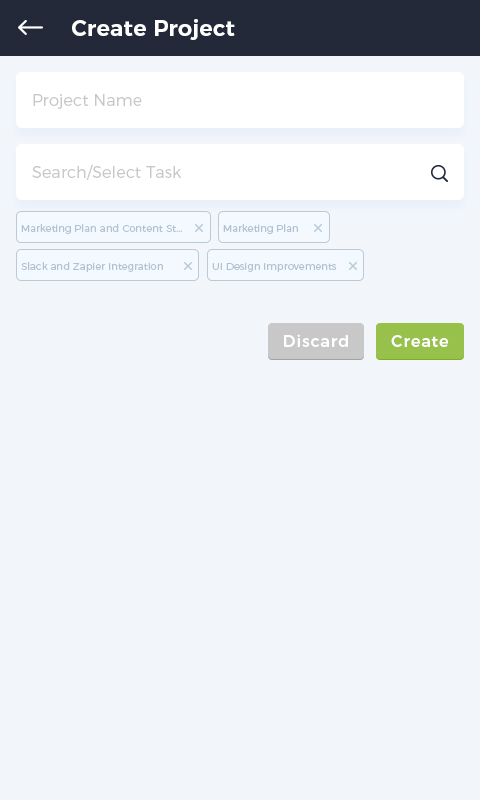 Create Project
Project Name
Search/Select Task
Marketing Plan and Content St... Marketing Plan
Slack and Zapier Integration UI Design Improvements
Discard Create